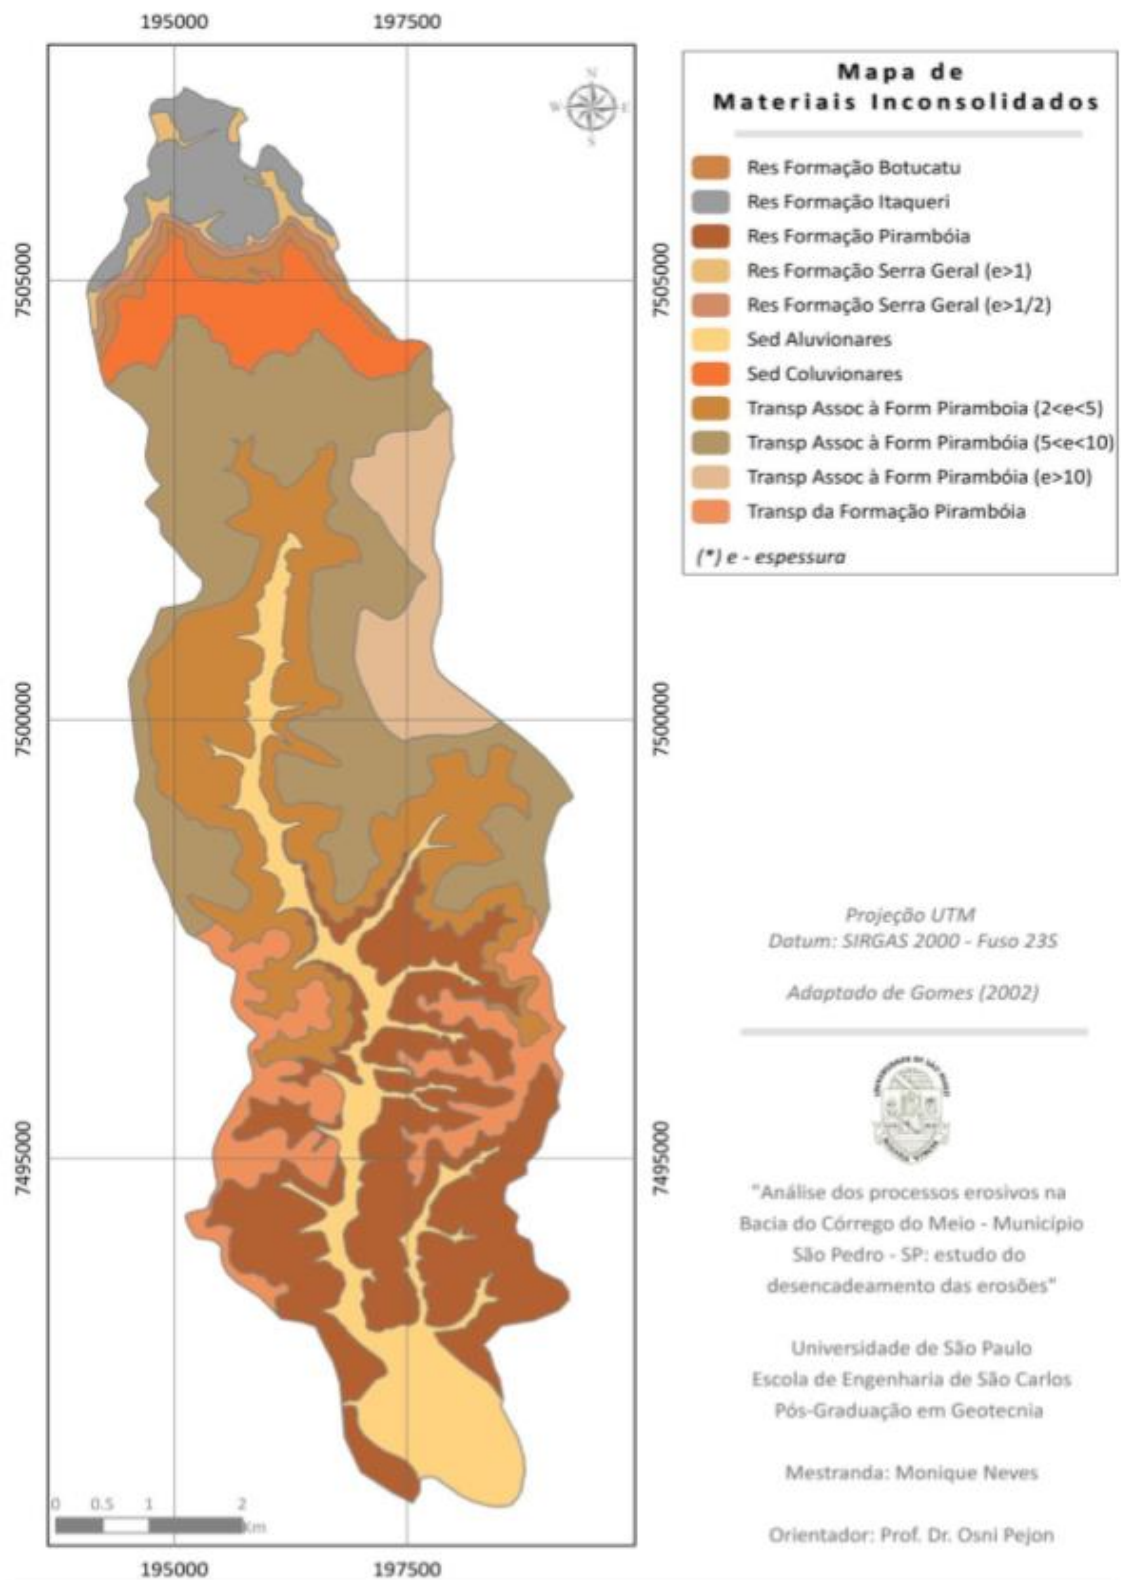 195000
197500
N
W
E
S
7505000
7505000
7500000
7500000
7495000
7495000
0
0.5
1
2
Km
195000
197500
Mapa de
Materiais Inconsolidados
Res Formação Botucatu
Res Formação Itaqueri
Res Formação Pirambóia
Res Formação Serra Geral (e>1)
Res Formação Serra Geral (e>1/2)
Sed Aluvionares
Sed Coluvionares
Transp Assoc à Form Piramboia (2<e<5)
Transp Assoc à Form Pirambóia (5<e<10)
Transp Assoc à Form Pirambóia (e>10)
Transp da Formação Pirambóia
(*) e - espessura
Projeção UTM
Datum: SIRGAS 2000 - Fuso 23S
Adaptado de Gomes (2002)
"Análise dos processos erosivos na
Bacia do Córrego do Meio - Município
São Pedro - SP: estudo do
desencadeamento das erosões"
Universidade de São Paulo
Escola de Engenharia de São Carlos
Pós-Graduação em Geotecnia
Mestranda: Monique Neves
Orientador: Prof. Dr. Osni Pejon